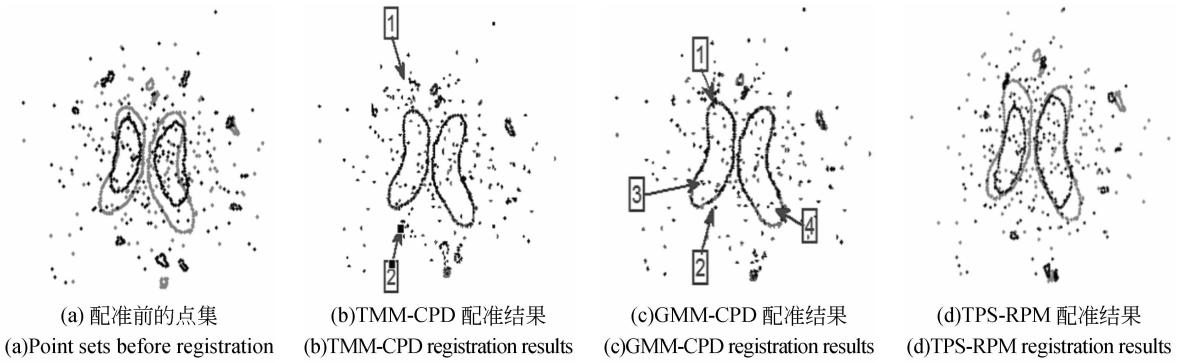 1
2
1
3
4
2
(a) 配准前的点集
(b)TMM-CPD 配准结果
(c)GMM-CPD 配准结果
(d)TPS-RPM 配准结果
(a)Point sets before registration
(b)TMM-CPD registration results
(c)GMM-CPD registration results
(d)TPS-RPM registration results